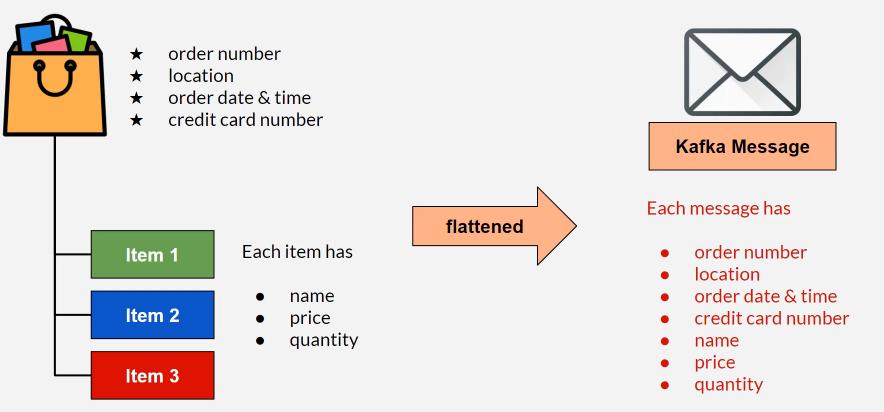 ★ order number
★ location
★ order date & time
★ credit card number
Item 1
Item 2
Item 3
Each item has
● name
● price
● quantity
flattened
Kafka Message
Each message has
● order number
● location
● order date & time
● credit card number
● name
● price
● quantity